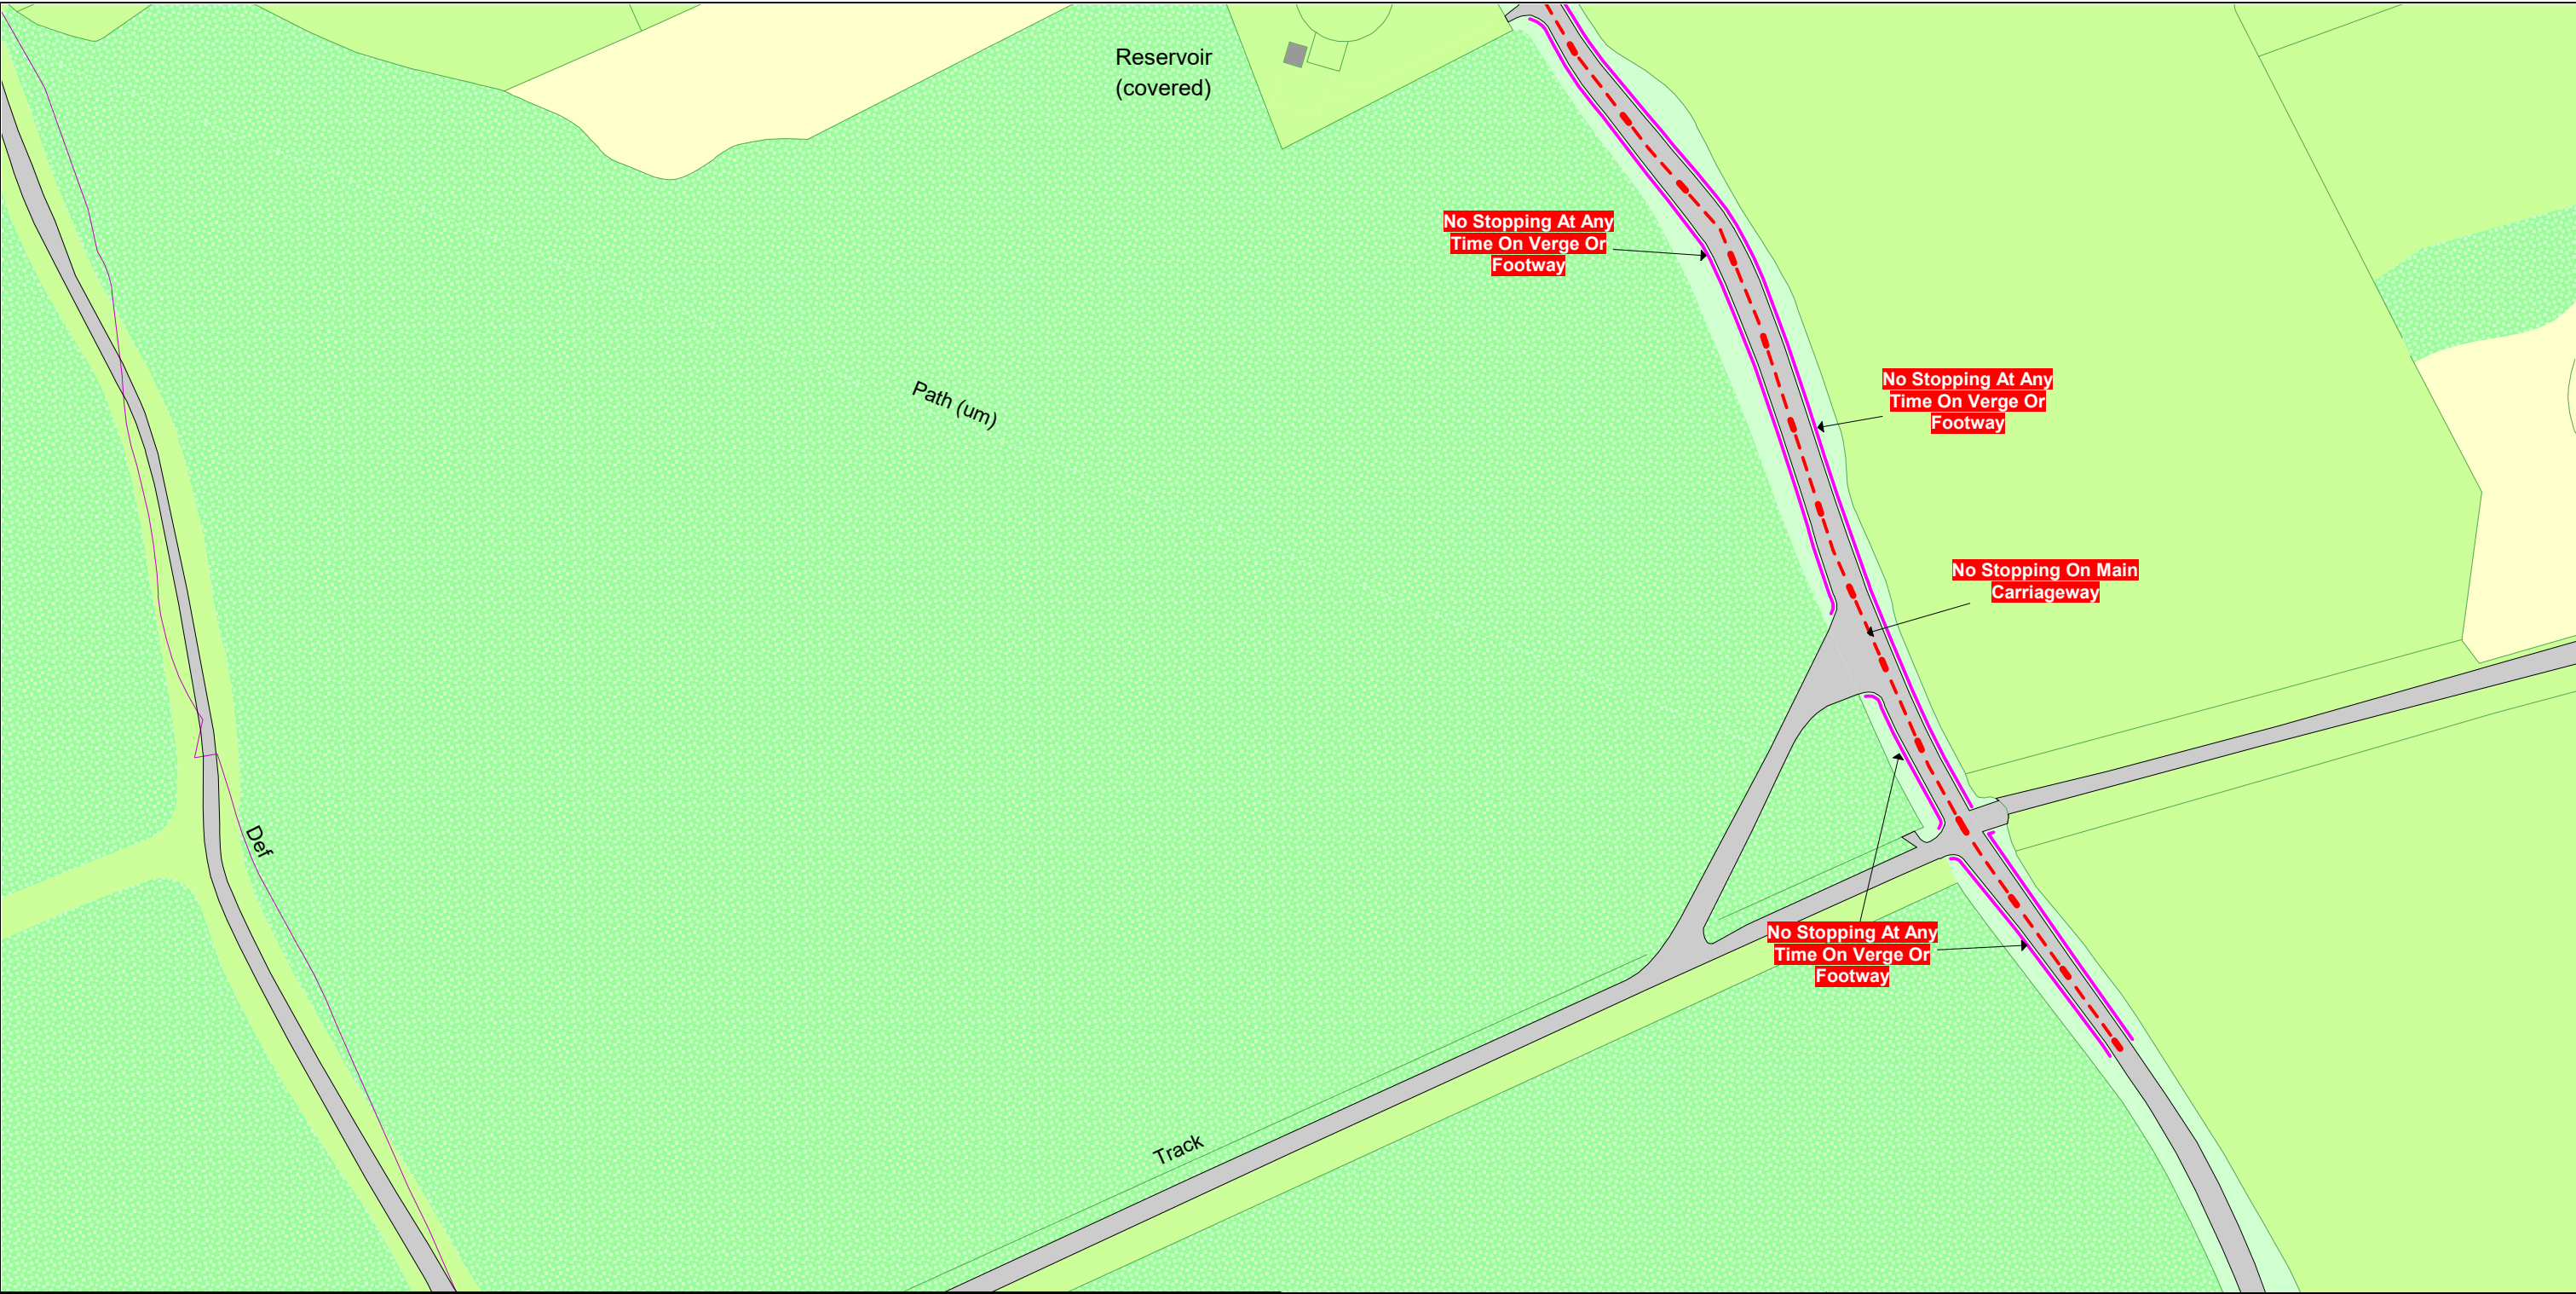 Reservoir
(covered)
No Stopping At Any
Time On Verge Or
Footway
Path (um)
No Stopping At Any
Time On Verge Or
Footway
No Stopping On Main
Carriageway
Def
No Stopping At Any
Time On Verge Or
Footway
Track